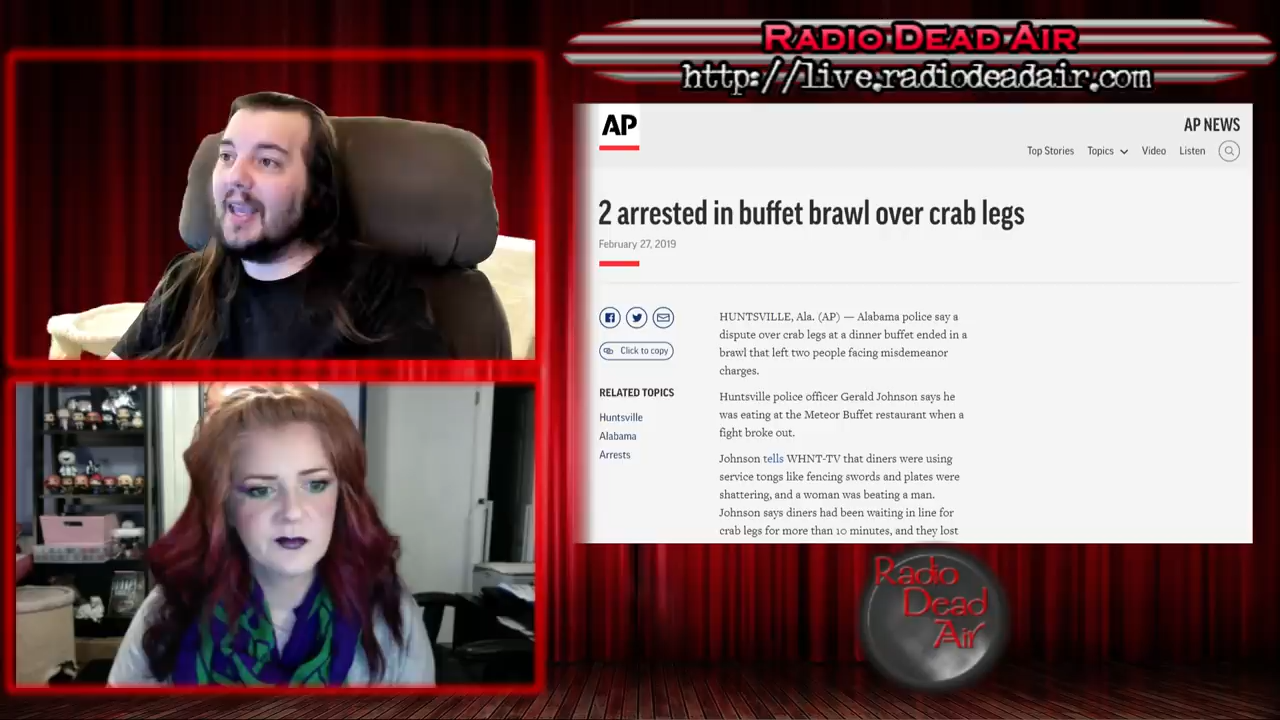 RADIO DEAD AIR
http://live.radiodeadair.com
AP
AP NEWS
Top Stories Topics Video Listen
2 arrested in buffet brawl over crab legs
February 27, 2019
Click to copy
RELATED TOPICS
Huntsville
Alabama
Arrests
HUNTSVILLE, Ala. (AP) — Alabama police say a
dispute over crab legs at a dinner buffet ended in a
brawl that left two people facing misdemeanor
charges.
Huntsville police officer Gerald Johnson says he
was eating at the Meteor Buffet restaurant when a
fight broke out.
Johnson tells WHNT-TV that diners were using
service tongs like fencing swords and plates were
shattering, and a woman was beating a man.
Johnson says diners had been waiting in line for
crab legs for more than 10 minutes, and they lost
Radio
Dead
Air